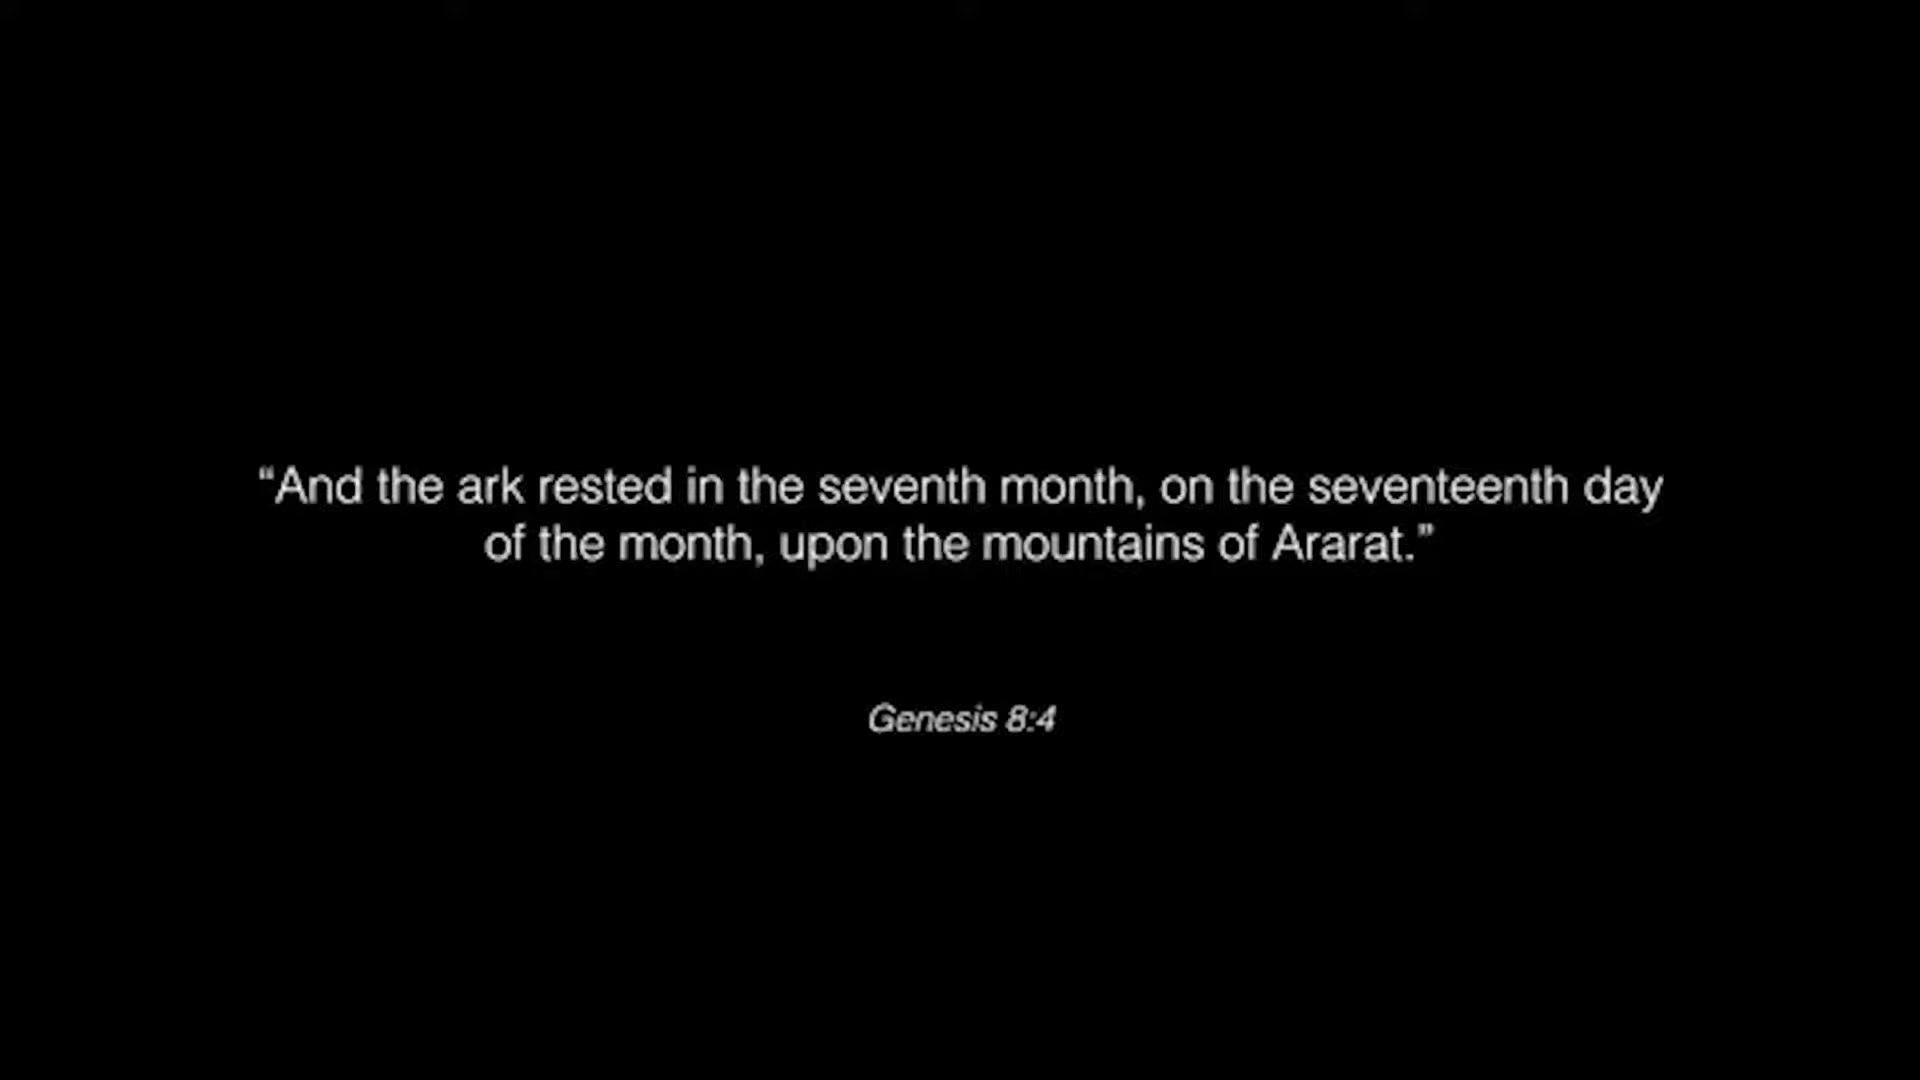 “And the ark rested in the seventh month, on the seventeenth day
of the month, upon the mountains of Ararat.”
Genesis 8:4